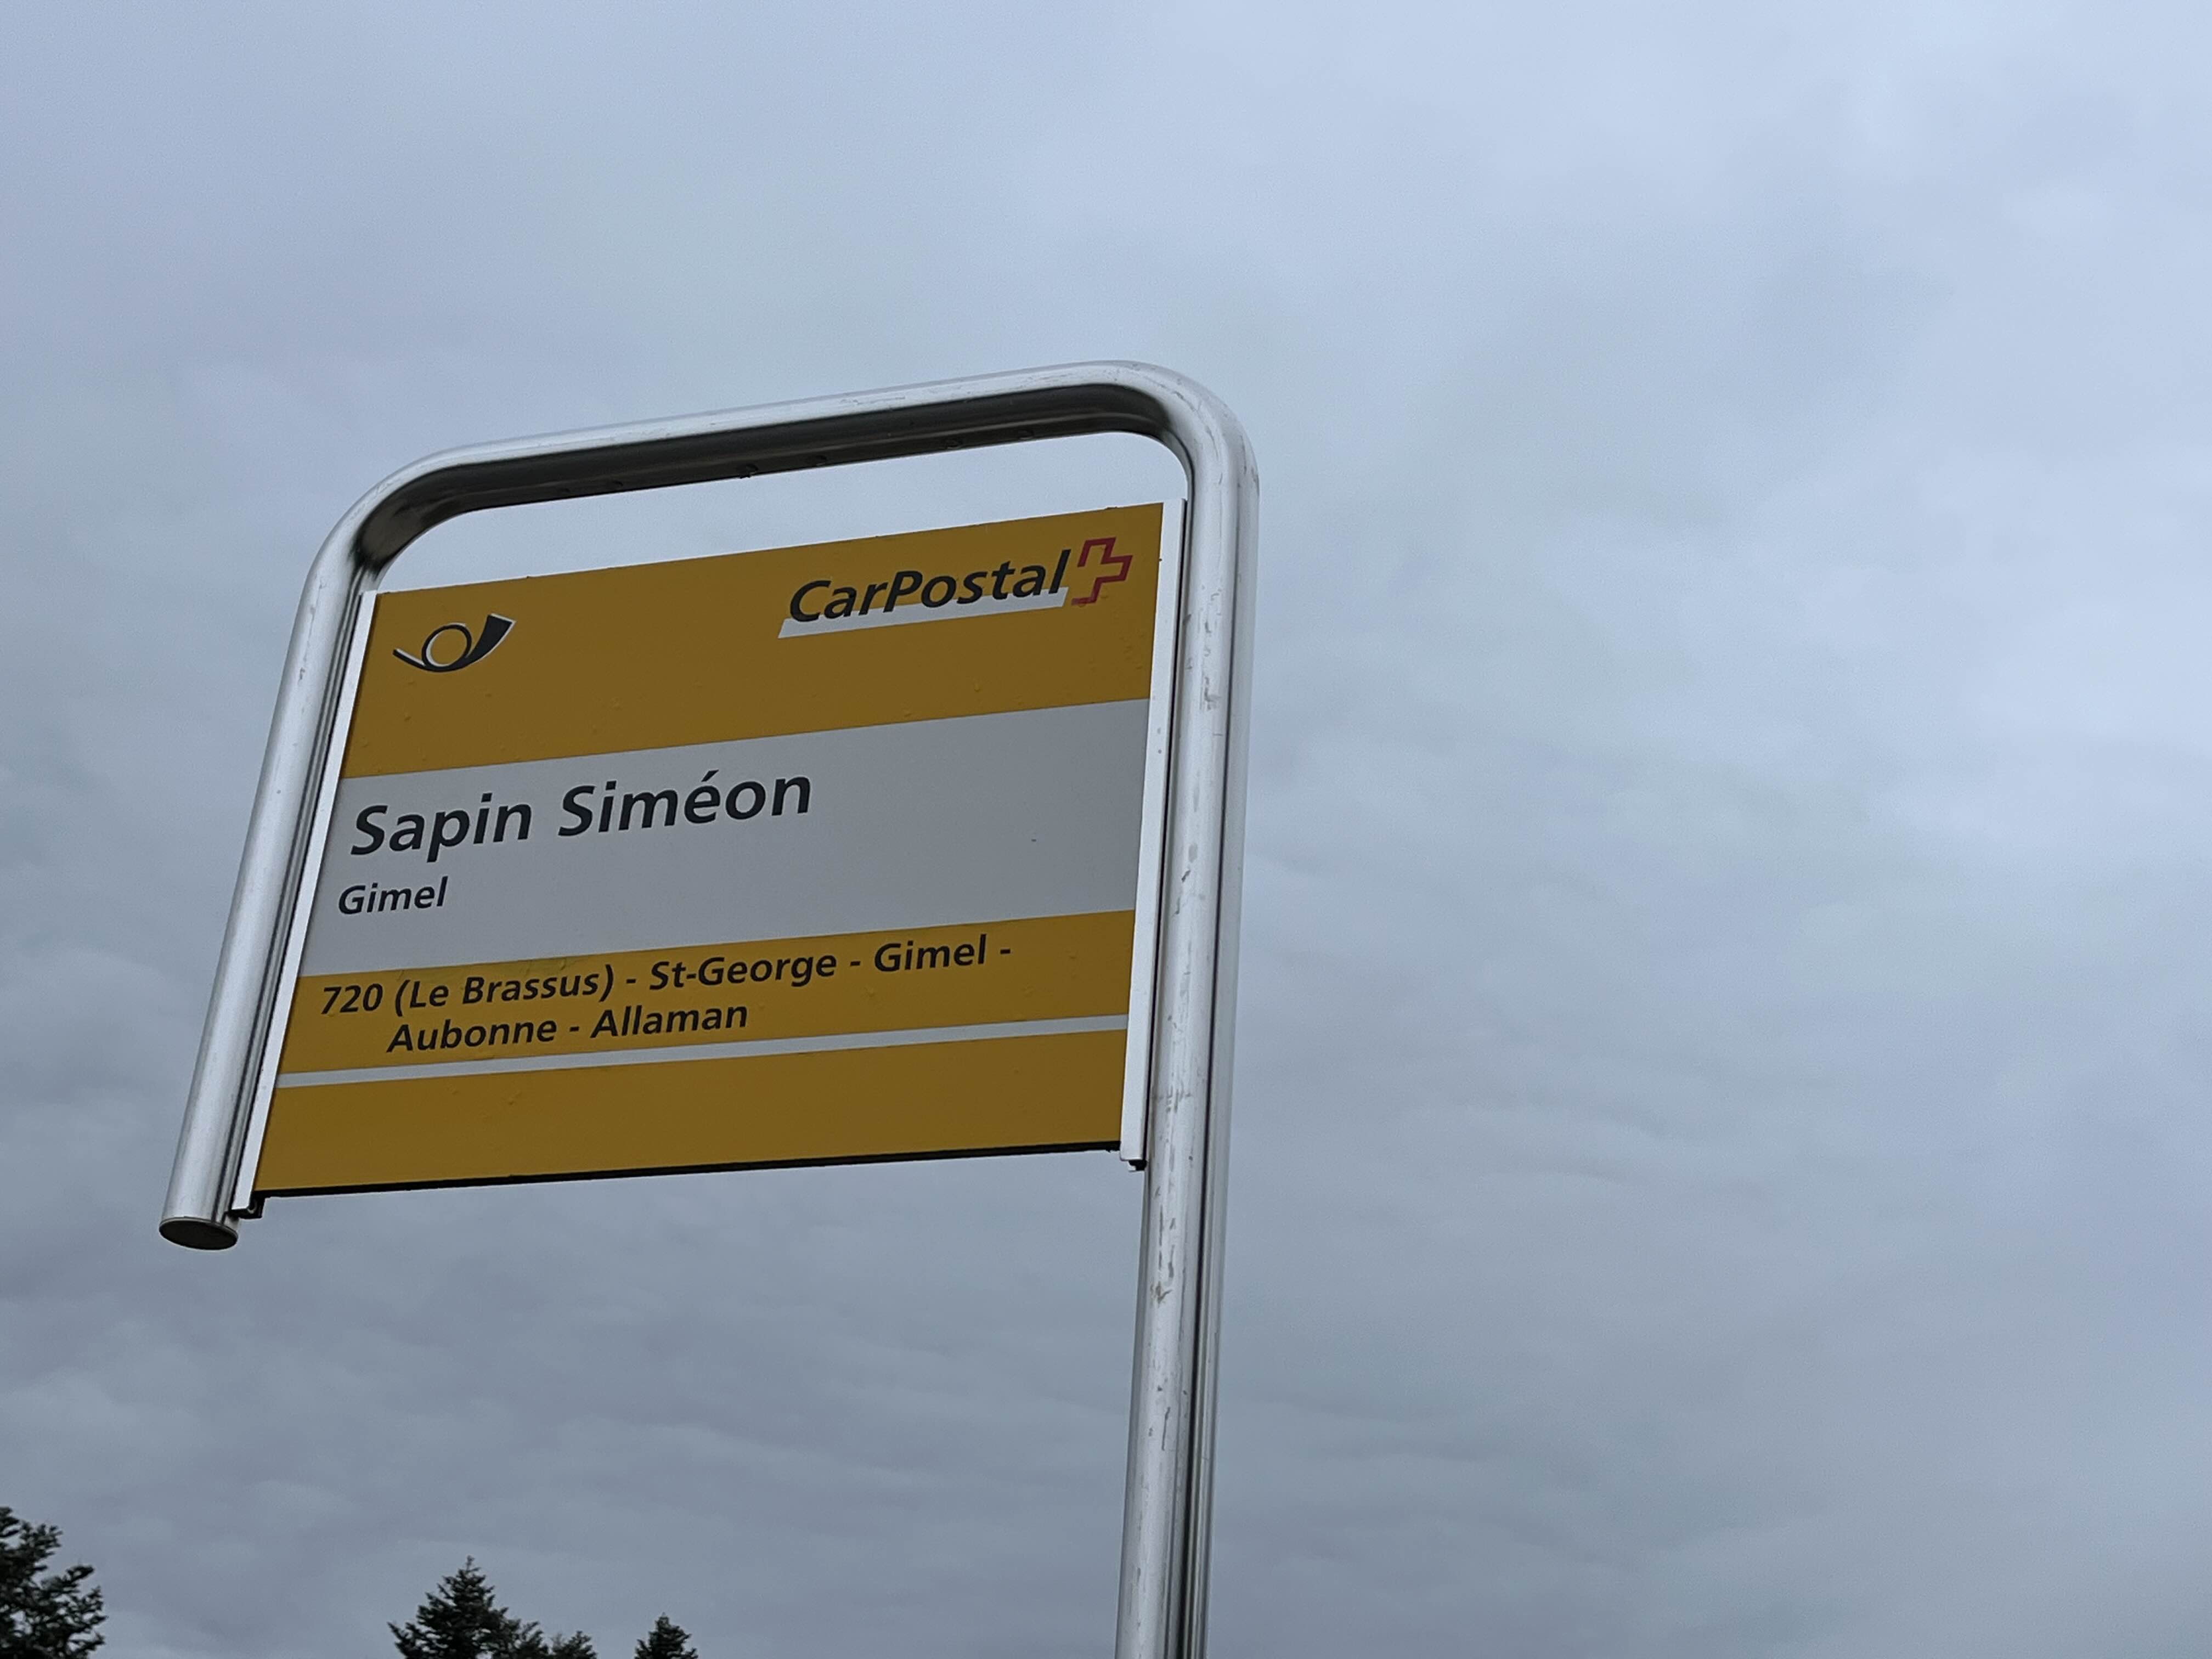 CarPostal
Sapin Siméon
Gimel
720 (Le Brassus) - St-George - Gimel -
Aubonne - Allaman